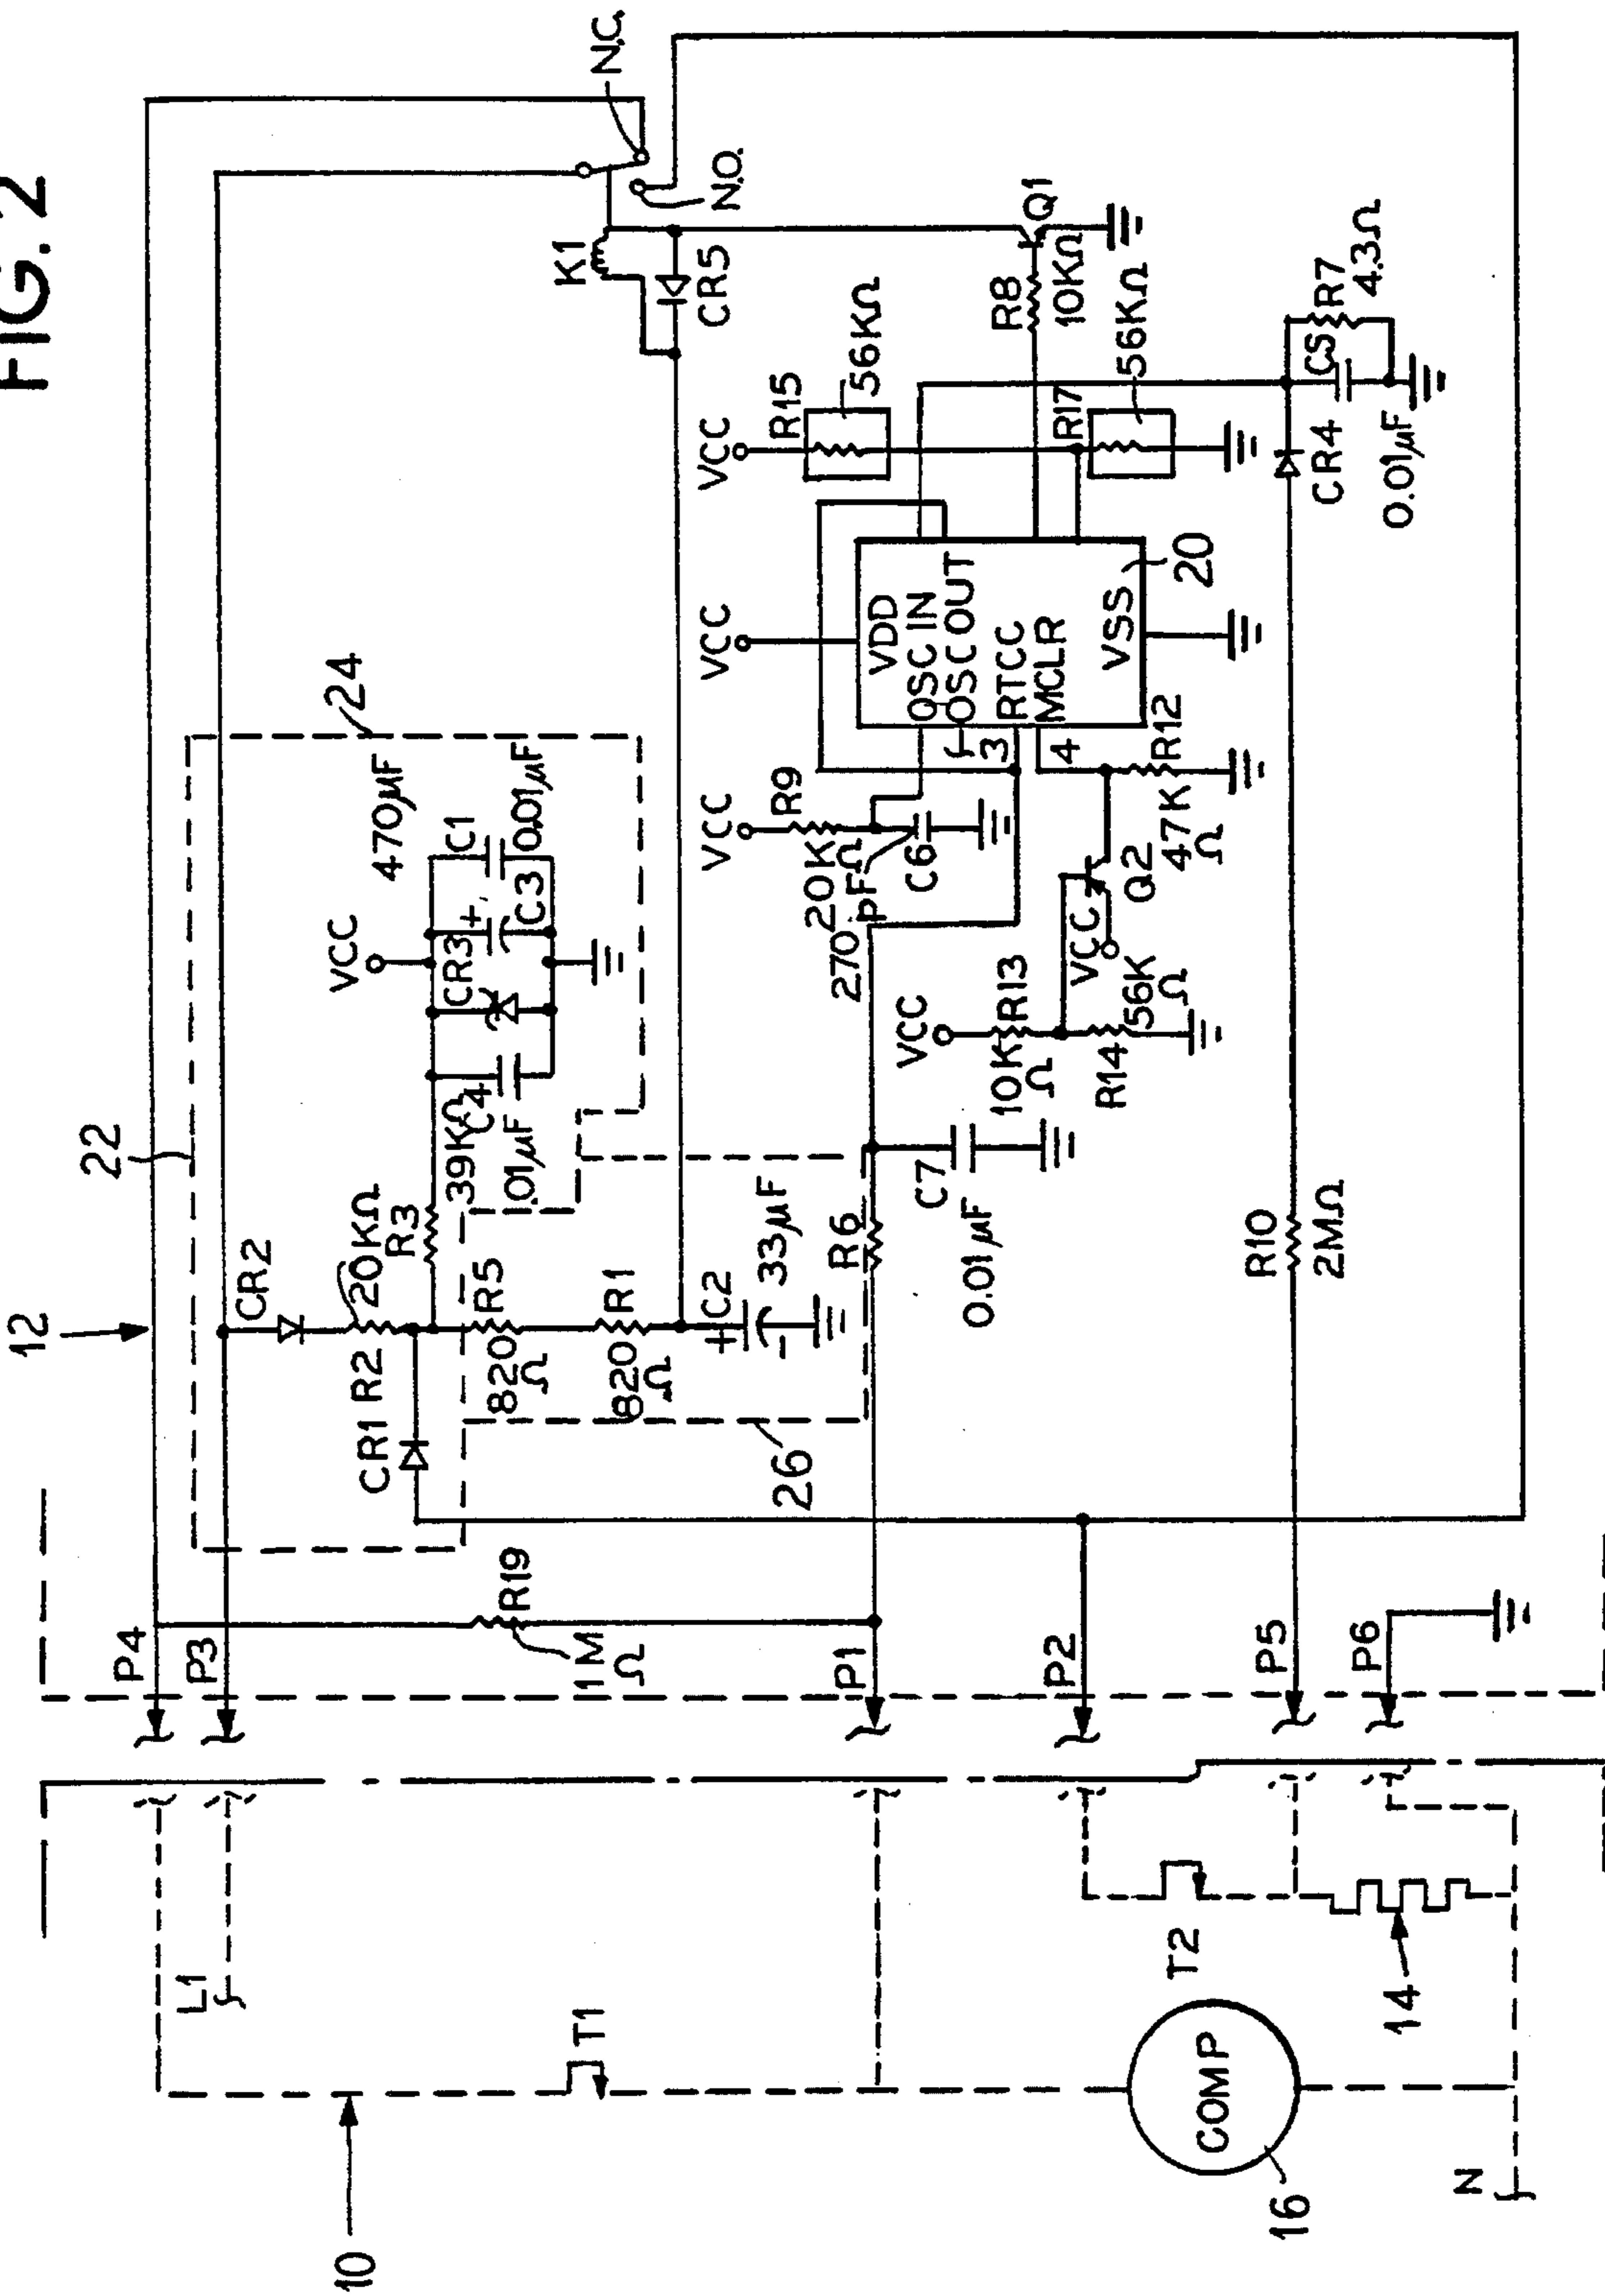 FIG. 2
12
22
24
P4
P3
CR2
20KΩ
R2
R3
39KΩ
CR1
C4
.01µF
CR3
VCC
470µF
C1
C3
0.01µF
+
R5
820
Ω
R1
820
Ω
C2
+
-
33µF
26
R19
1M
Ω
K1
CR5
N.C.
N.O.
P1
R6
C7
0.01µF
VCC
R9
20K
Ω
270
pF
C6
VCC
VDD
OSC IN
OSC OUT
RTCC
MCLR
VSS
3
4
20
VCC
R15
56KΩ
R17
56KΩ
R8
10KΩ
Q1
VCC
R13
10K
Ω
R14
56K
Ω
VCC
Q2
R12
47K
Ω
P2
P5
P6
R10
2MΩ
CR4
C5
0.01µF
R7
4.3Ω
10
L1
T1
T2
14
COMP
16
N